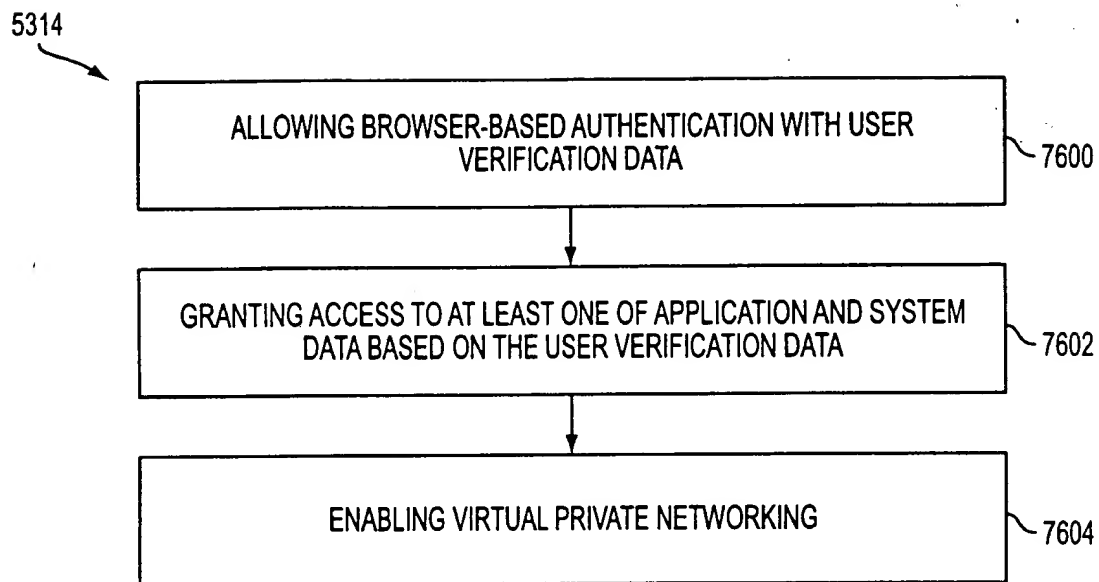 5314
ALLOWING BROWSER-BASED AUTHENTICATION WITH USER
VERIFICATION DATA
7600
GRANTING ACCESS TO AT LEAST ONE OF APPLICATION AND SYSTEM
DATA BASED ON THE USER VERIFICATION DATA
7602
ENABLING VIRTUAL PRIVATE NETWORKING
7604